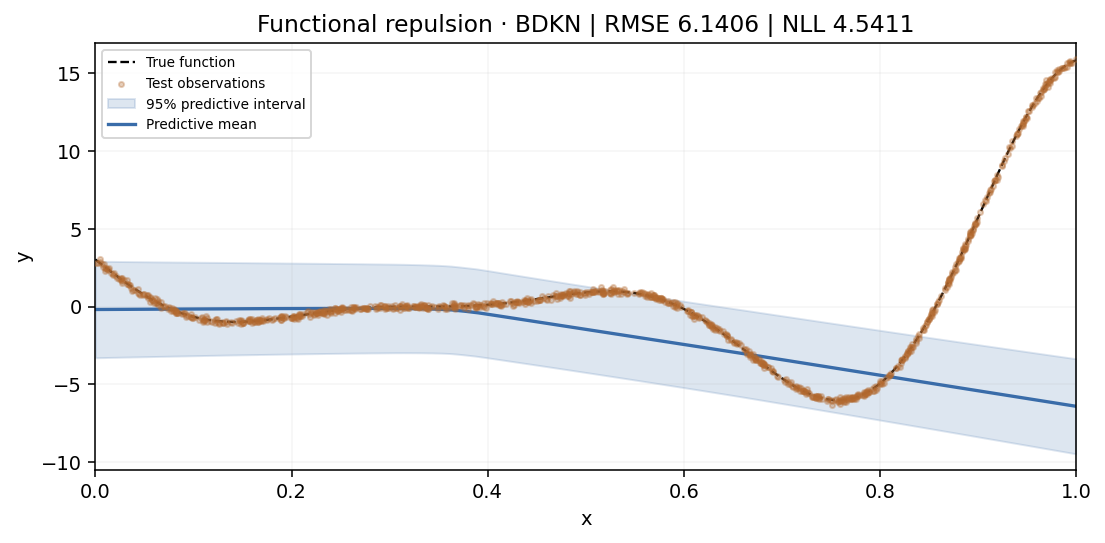 Functional repulsion · BDKN | RMSE 6.1406 | NLL 4.5411
True function
Test observations
95% predictive interval
Predictive mean
y
15
10
5
0
−5
−10
0.0
0.2
0.4
0.6
0.8
1.0
x